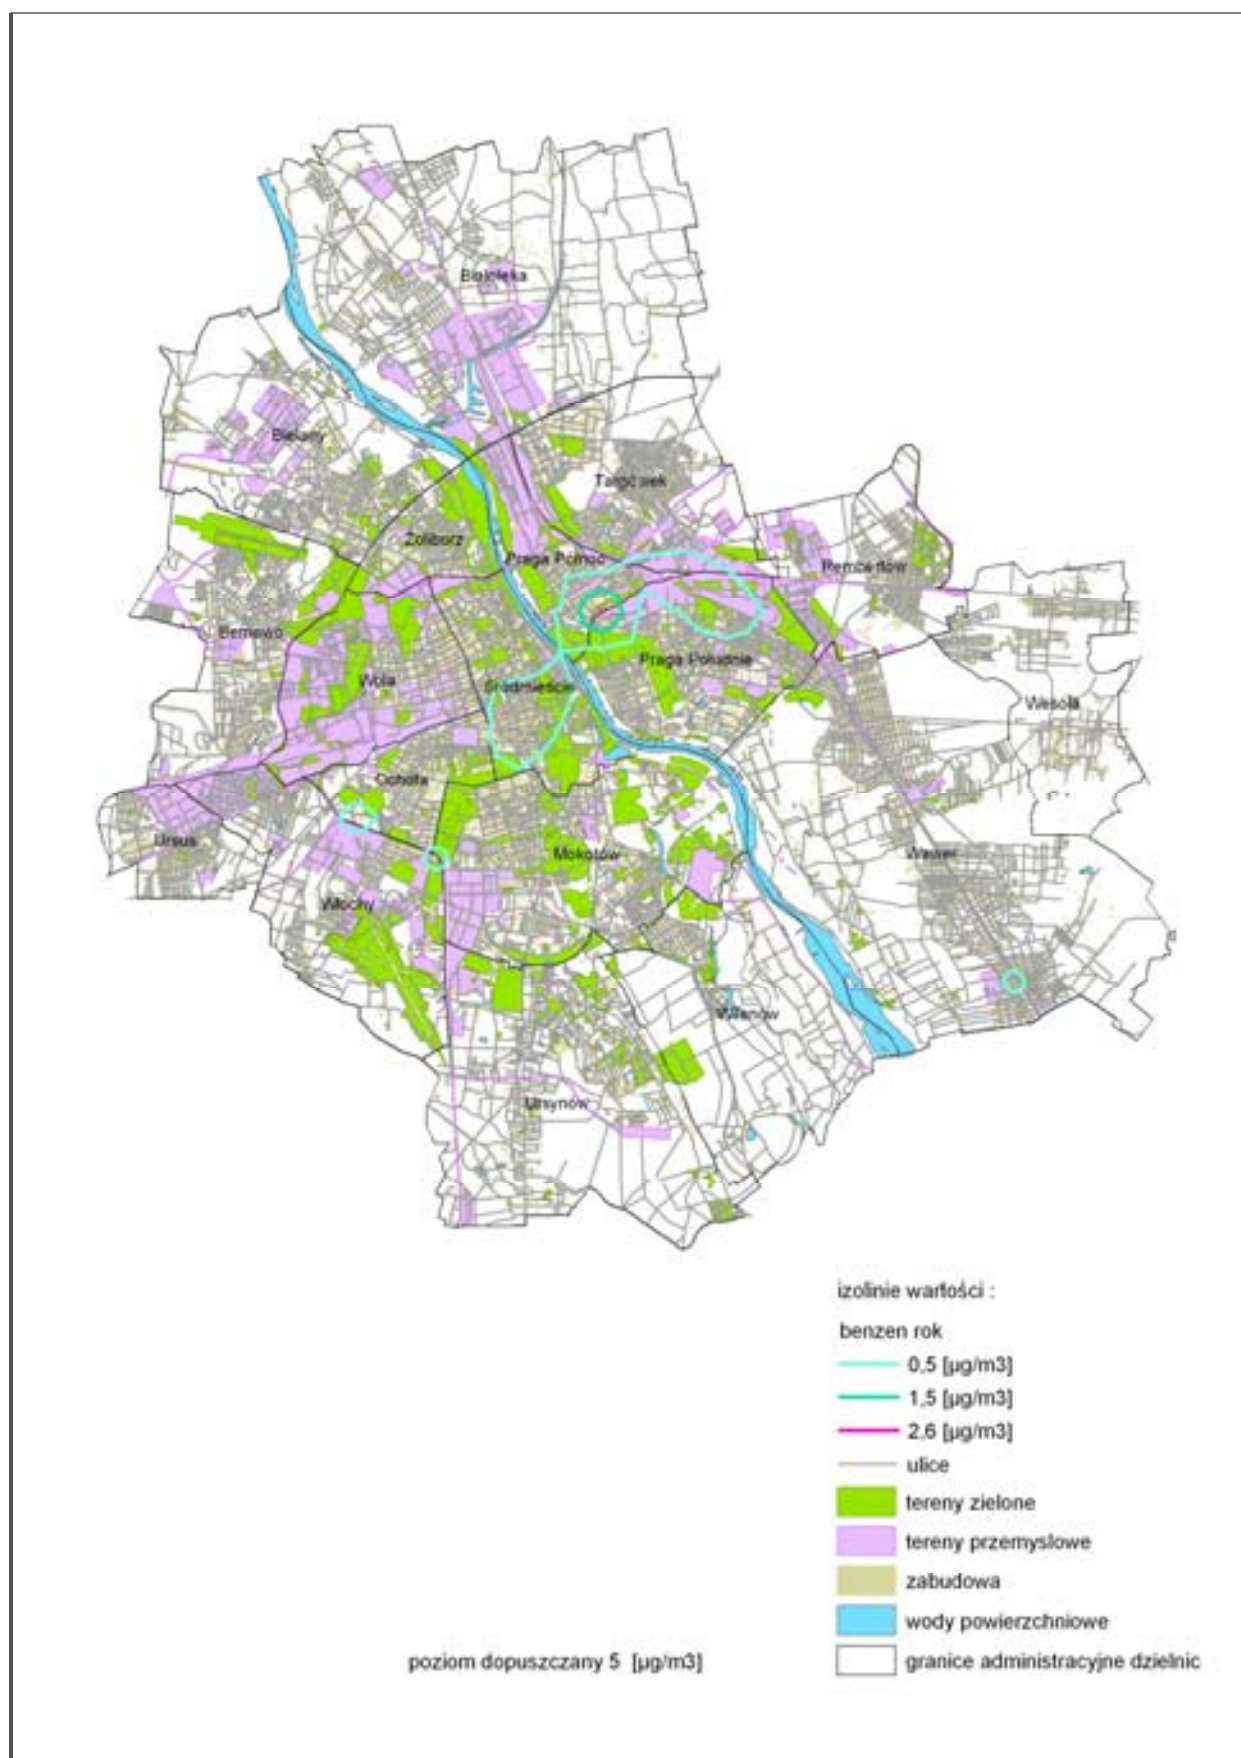 Białołęka
Bielany
Targówek
Żoliborz
Praga Północ
Rembertów
Bemowo
Praga Południe
Wola
Śródmieście
Wesoła
Ochota
Ursus
Mokotów
Wawer
Włochy
Wilanów
Ursynów
izolinie wartości :
benzen rok
0,5 [µg/m3]
1,5 [µg/m3]
2,6 [µg/m3]
ulice
tereny zielone
tereny przemyslowe
zabudowa
wody powierzchniowe
poziom dopuszczany 5 [µg/m3]
granice administracyjne dzielnic